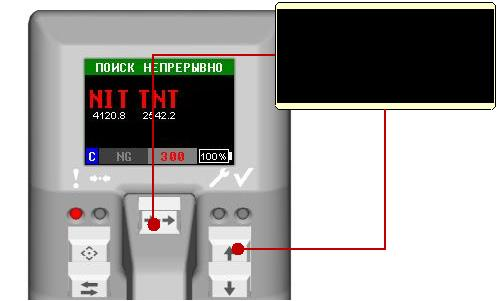 ПОИСК НЕПРЕРЫВНО
NIT TNT
4120.8 2542.2
C NG 300 100%